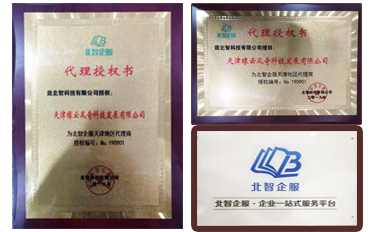 北智企服
代理授权书
兹北智科技有限公司授权：
天津缘云风奇科技发展有限公司
为北智企服天津地区代理商
授权编号：No.190901
北智企服
代理授权书
兹北智科技有限公司授权：
天津缘云风奇科技发展有限公司
为北智企服天津地区代理商
授权编号：No.190901
北智企服
北智企服·企业一站式服务平台